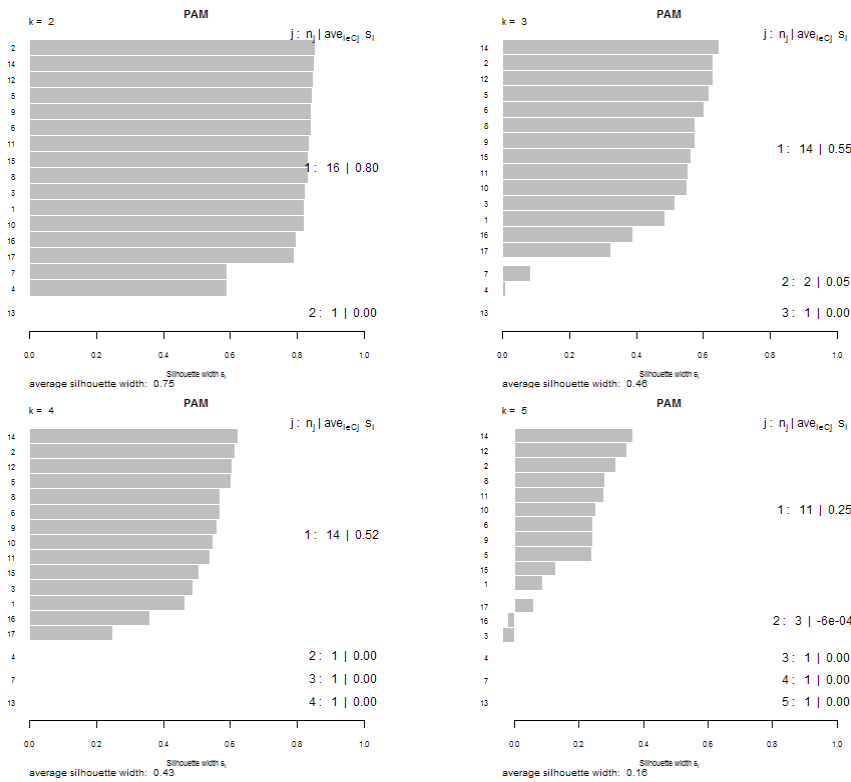 PAM
k = 2
j : nj | aveiεCj si
2
14
12
5
9
6
11
15
8
3
1
10
16
17
7
4
13
1 : 16 | 0.80
2 : 1 | 0.00
0.0 0.2 0.4 0.6 0.8 1.0
Silhouette width si
average silhouette width: 0.75
PAM
k = 3
j : nj | aveiεCj si
14
2
12
5
6
8
9
15
11
10
3
1
16
17
7
4
13
1 : 14 | 0.55
2 : 2 | 0.05
3 : 1 | 0.00
0.0 0.2 0.4 0.6 0.8 1.0
Silhouette width si
average silhouette width: 0.46
PAM
k = 4
j : nj | aveiεCj si
14
2
12
5
8
6
9
10
11
15
3
1
16
17
4
7
13
1 : 14 | 0.52
2 : 1 | 0.00
3 : 1 | 0.00
4 : 1 | 0.00
0.0 0.2 0.4 0.6 0.8 1.0
Silhouette width si
average silhouette width: 0.43
PAM
k = 5
j : nj | aveiεCj si
14
12
2
8
11
10
6
9
5
15
1
17
16
3
4
7
13
1 : 11 | 0.25
2 : 3 | -6e-04
3 : 1 | 0.00
4 : 1 | 0.00
5 : 1 | 0.00
0.0 0.2 0.4 0.6 0.8 1.0
Silhouette width si
average silhouette width: 0.16